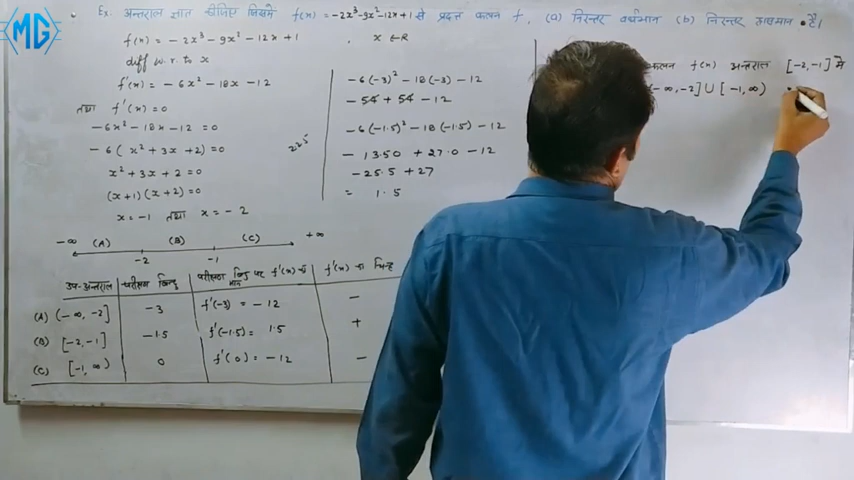 MG
Ex. अन्तराल ज्ञात कीजिए जिसमें f(x) = -2x³-9x²-12x+1 से प्रदत्त फलन f, (a) निरन्तर वर्धमान (b) निरन्तर ह्रासमान है।
f(x) = -2x³ - 9x² - 12x + 1 , x ∈ R
diff w.r. to x
f'(x) = -6x² - 18x - 12
तथा f'(x) = 0
-6x² - 18x - 12 = 0
-6(x² + 3x + 2) = 0
x² + 3x + 2 = 0
(x+1)(x+2) = 0
x = -1 तथा x = -2
-6(-3)² - 18(-3) - 12
-54 + 54 - 12
-6(-1.5)² - 18(-1.5) - 12
225
-13.50 + 27.0 - 12
-25.5 + 27
= 1.5
-∞ (A) (B) (C) +∞
-2 -1
उप-अन्तराल परीक्षण बिन्दु परीक्षण बिन्दु पर f'(x) का मान f'(x) का चिन्ह
(A) (-∞, -2] -3 f'(-3) = -12 -
(B) [-2, -1] -1.5 f'(-1.5) = 1.5 +
(C) [-1, ∞) 0 f'(0) = -12 -
फलन f(x) अन्तराल [-2, -1] में
(-∞, -2] ∪ [-1, ∞)